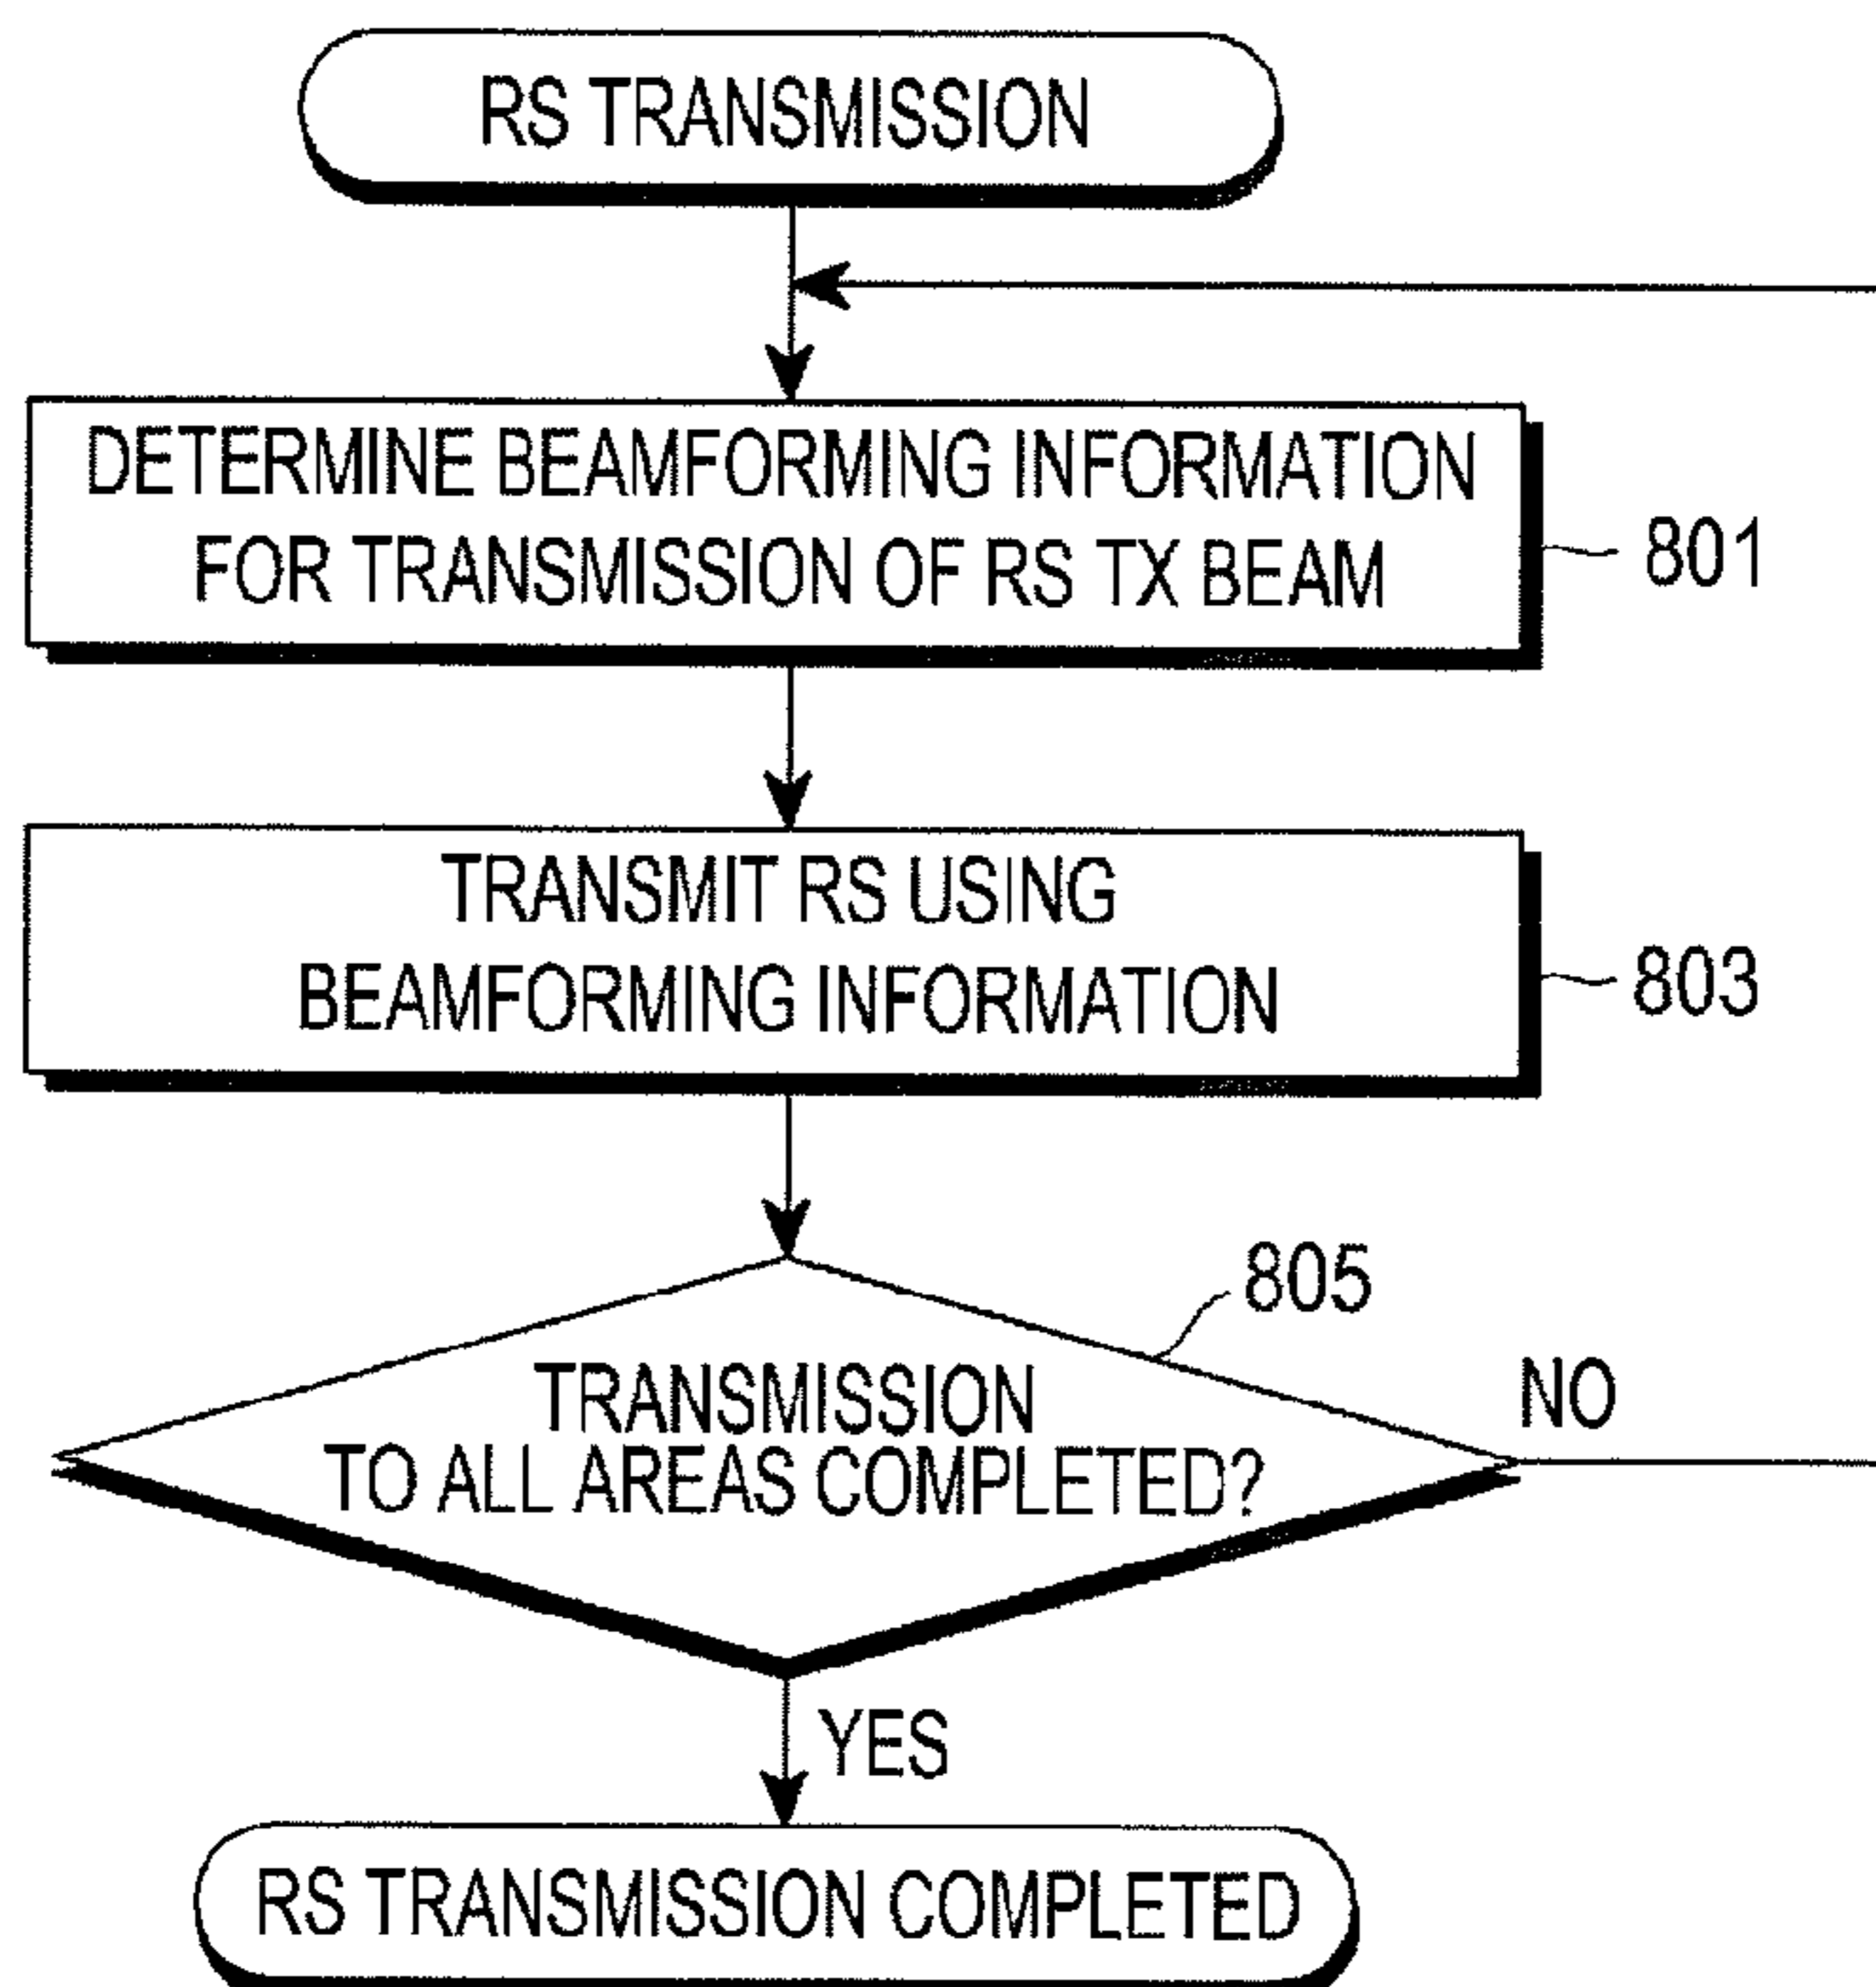 RS TRANSMISSION
DETERMINE BEAMFORMING INFORMATION
FOR TRANSMISSION OF RS TX BEAM
801
TRANSMIT RS USING
BEAMFORMING INFORMATION
803
805
TRANSMISSION
TO ALL AREAS COMPLETED?
NO
YES
RS TRANSMISSION COMPLETED